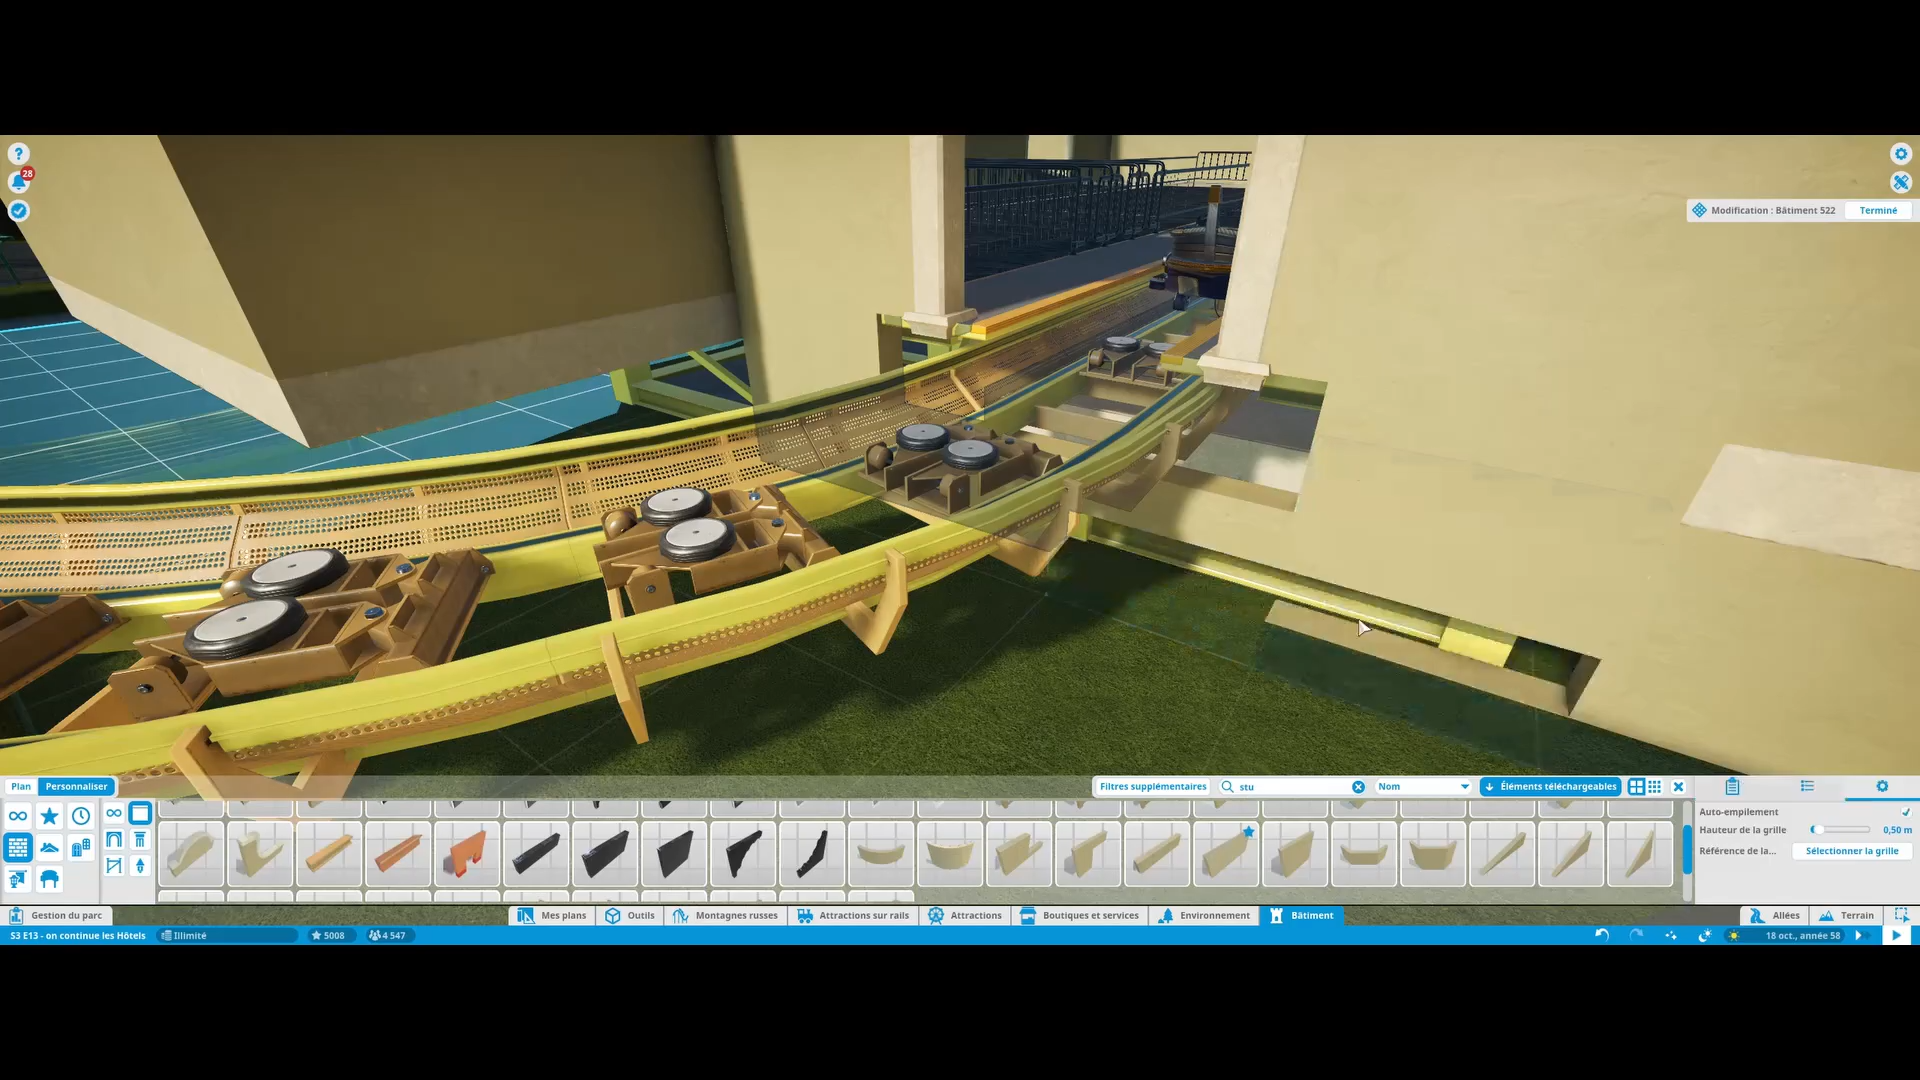 ?
28
Modification : Bâtiment 522
Terminé
Plan
Personnaliser
Filtres supplémentaires
stu
Nom
Éléments téléchargeables
Auto-empilement
Hauteur de la grille
0,50 m
Référence de la...
Sélectionner la grille
Gestion du parc
Mes plans
Outils
Montagnes russes
Attractions sur rails
Attractions
Boutiques et services
Environnement
Bâtiment
Allées
Terrain
S3 E13 - on continue les Hôtels
Illimité
5008
4 547
18 oct., année 58